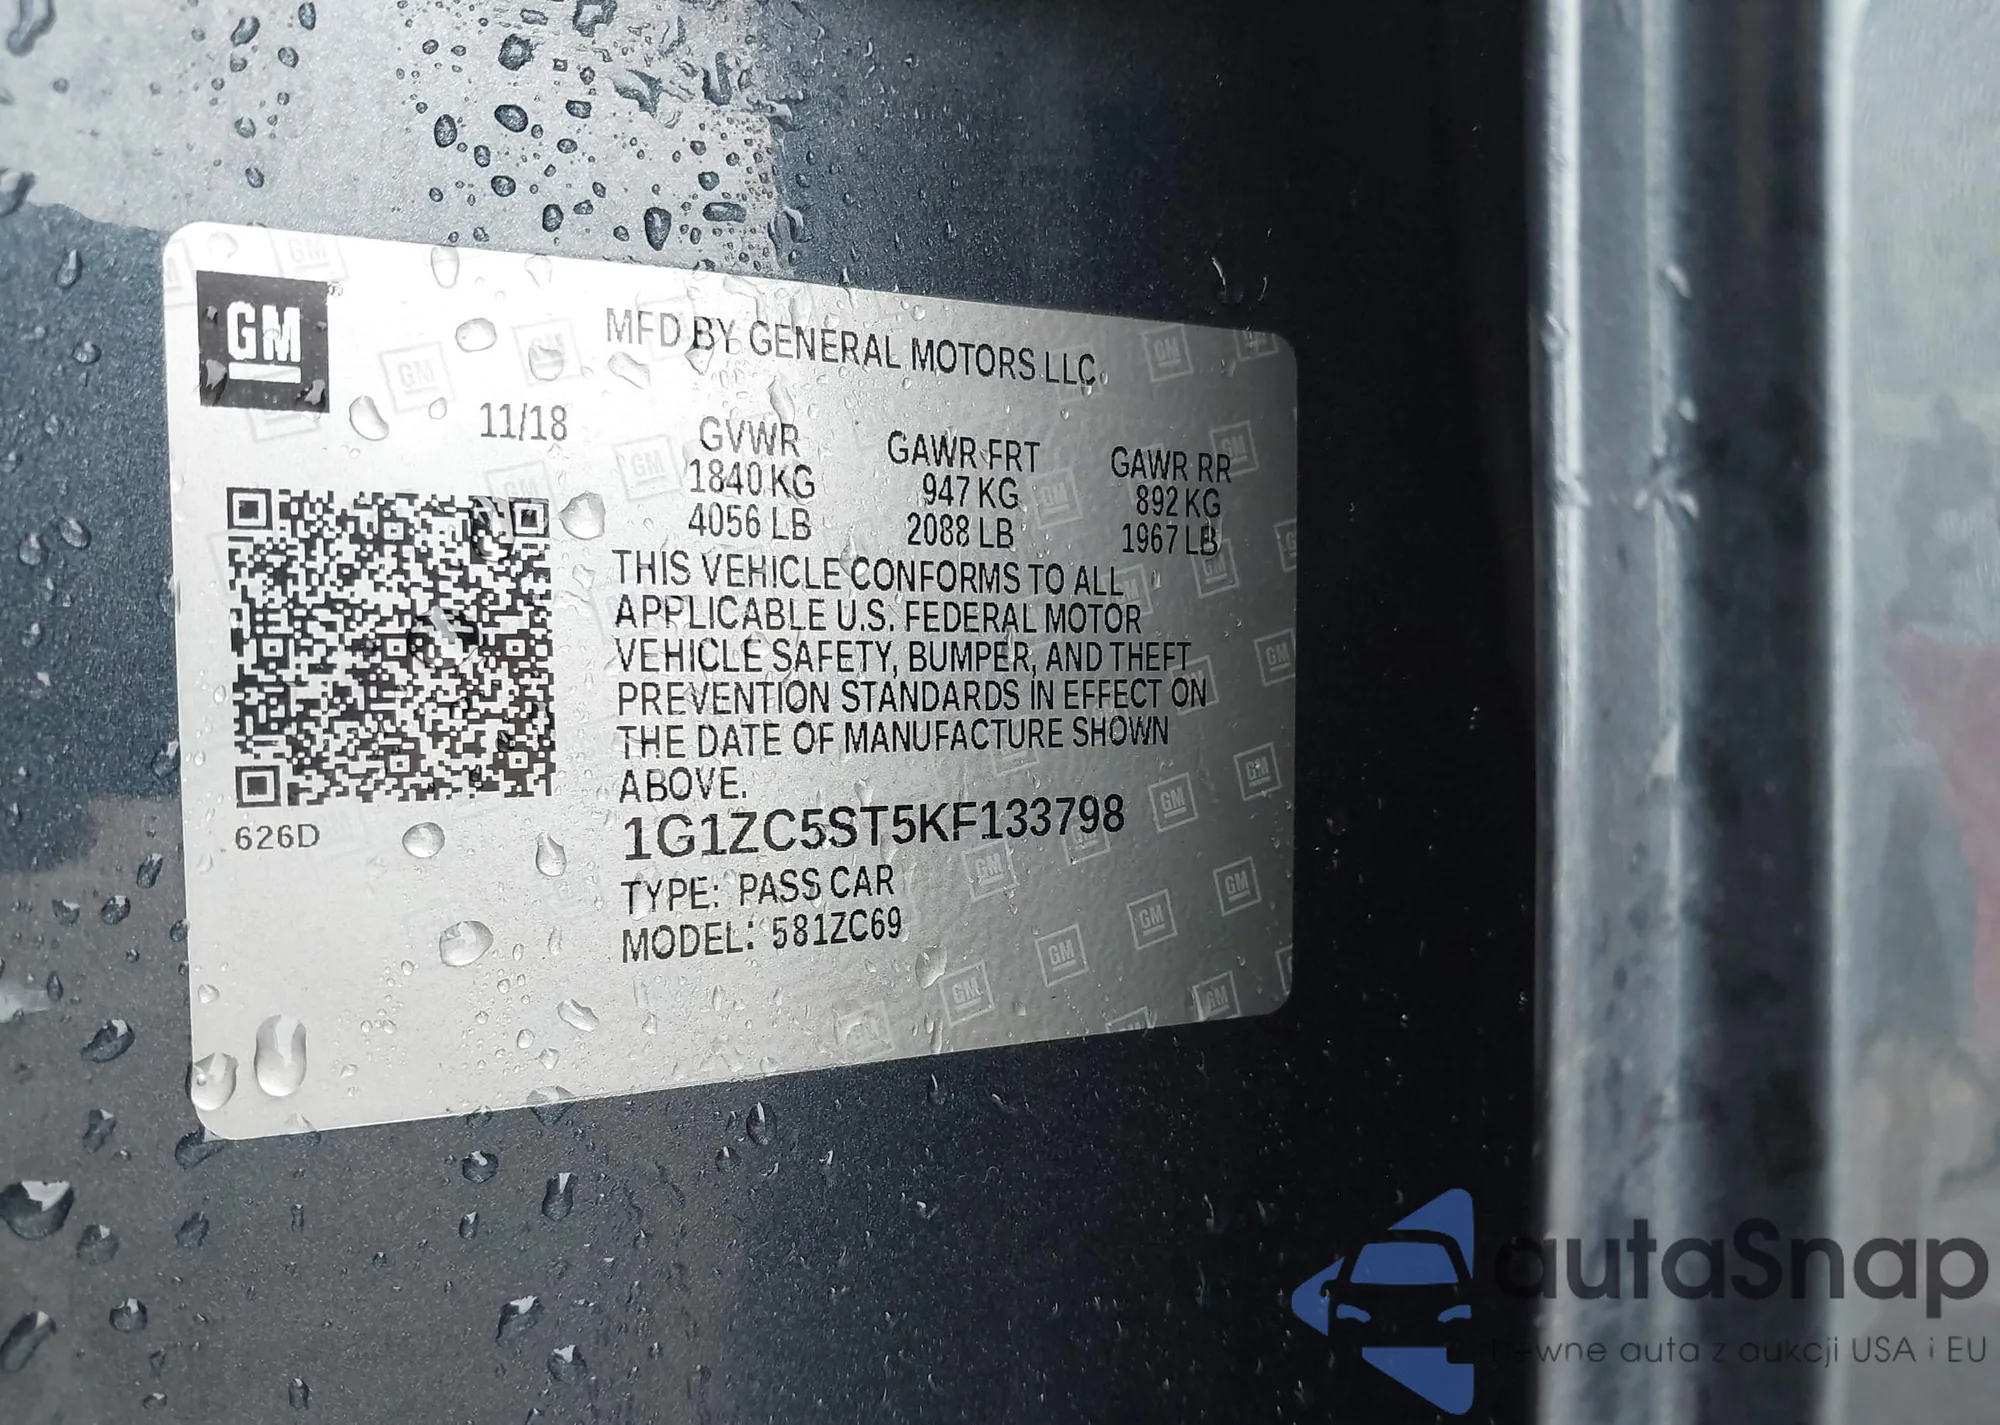 GM
MFD BY GENERAL MOTORS LLC
11/18
GVWR GAWR FRT GAWR RR
1840 KG 947 KG 892 KG
4056 LB 2088 LB 1967 LB
THIS VEHICLE CONFORMS TO ALL
APPLICABLE U.S. FEDERAL MOTOR
VEHICLE SAFETY, BUMPER, AND THEFT
PREVENTION STANDARDS IN EFFECT ON
THE DATE OF MANUFACTURE SHOWN
ABOVE.
626D
1G1ZC5ST5KF133798
TYPE: PASS CAR
MODEL: 581ZC69
autaSnap
auta z aukcji USA i EU